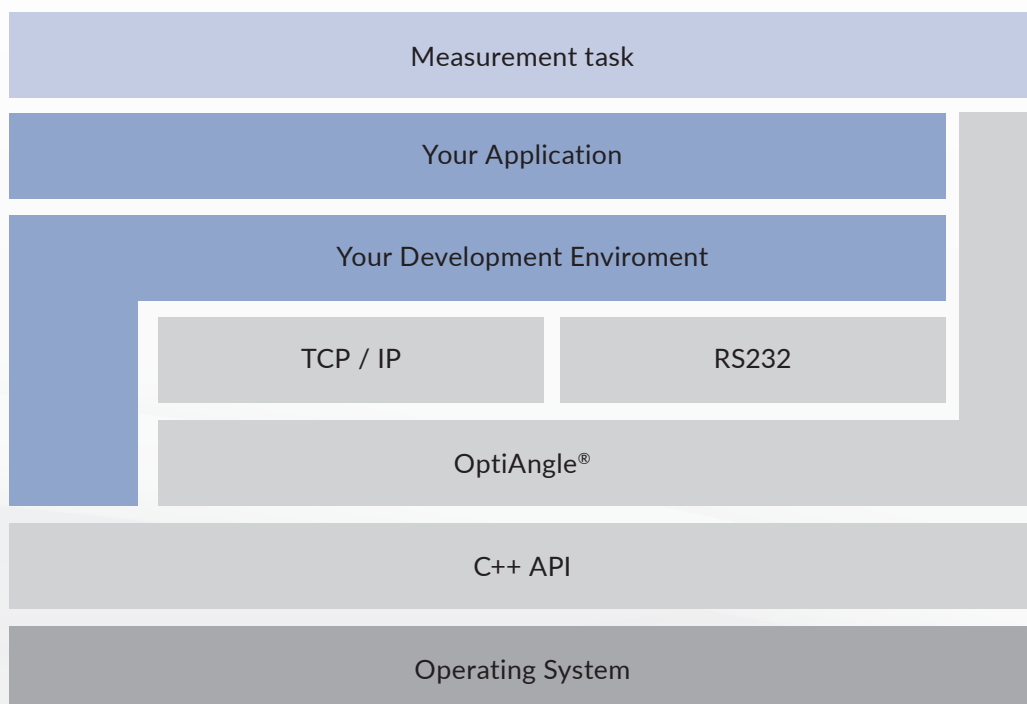 Measurement task
Your Application
Your Development Enviroment
TCP / IP
RS232
OptiAngle®
C++ API
Operating System